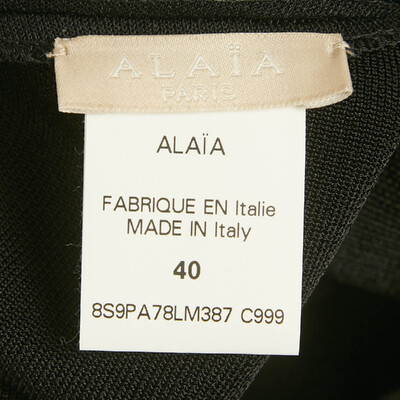 ALAÏA
PARIS
ALAÏA
FABRIQUE EN Italie
MADE IN Italy
40
8S9PA78LM387 C999